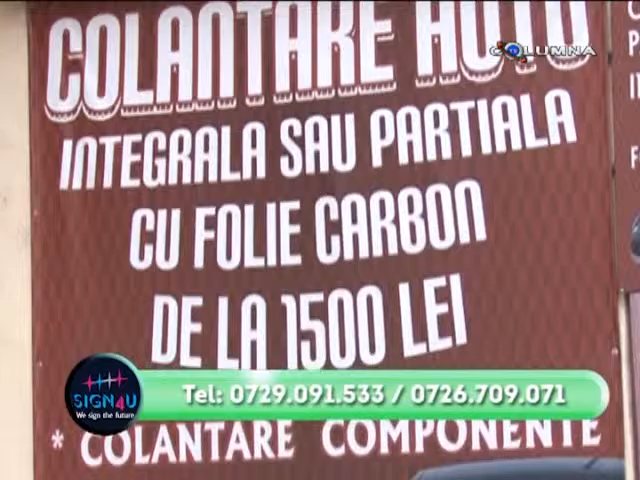 COLANTARE AUTO
COLUMNA
INTEGRALA SAU PARTIALA
CU FOLIE CARBON
DE LA 1500 LEI
SIGN4U
We sign the future
Tel: 0729.091.533 / 0726.709.071
* COLANTARE COMPONENTE